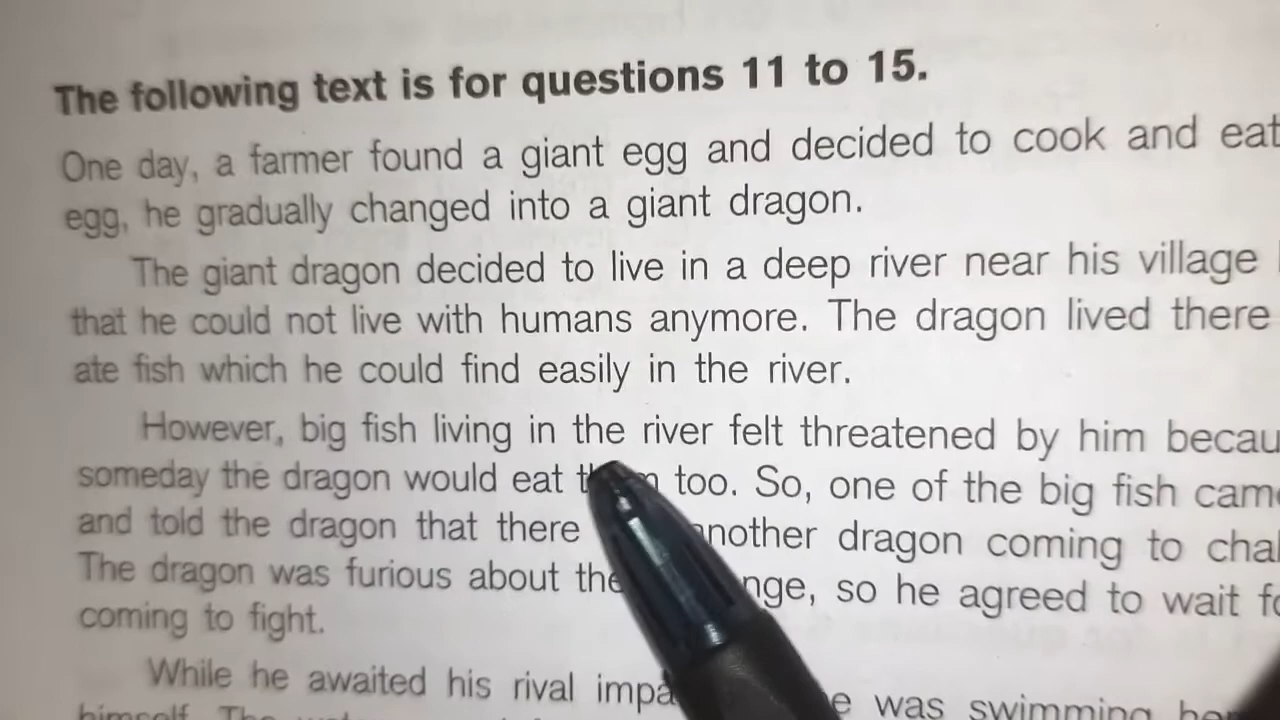 The following text is for questions 11 to 15.
One day, a farmer found a giant egg and decided to cook and eat
egg, he gradually changed into a giant dragon.
The giant dragon decided to live in a deep river near his village
that he could not live with humans anymore. The dragon lived there
ate fish which he could find easily in the river.
However, big fish living in the river felt threatened by him
someday the dragon would eat too. So, one of the big fish
and told the dragon that there dragon coming to
The dragon was furious about so he agreed to wait
coming to fight.
While he awaited his rival was swimming
himself. The